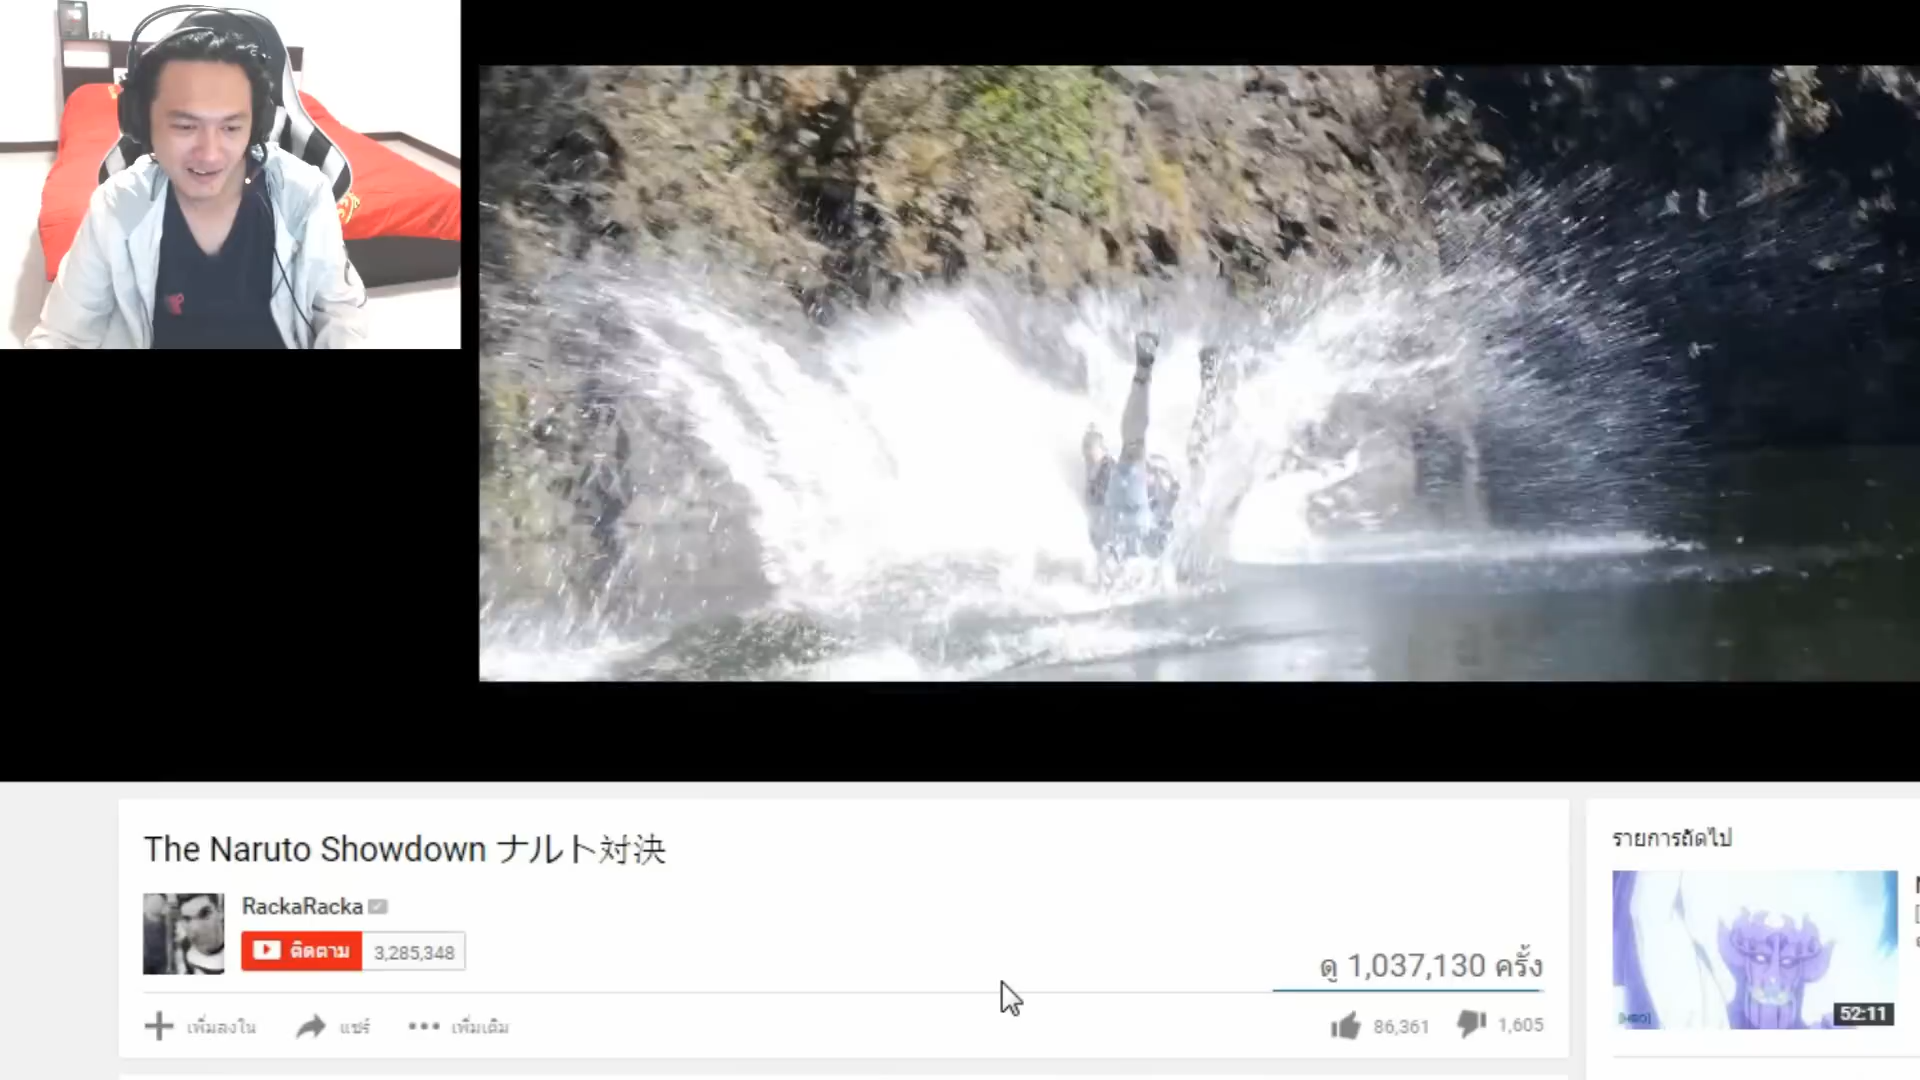 The Naruto Showdown ナルト対決
RackaRacka
ติดตาม 3,285,348
ดู 1,037,130 ครั้ง
เพิ่มลงใน แชร์ เพิ่มเติม
86,361 1,605
รายการถัดไป
52:11